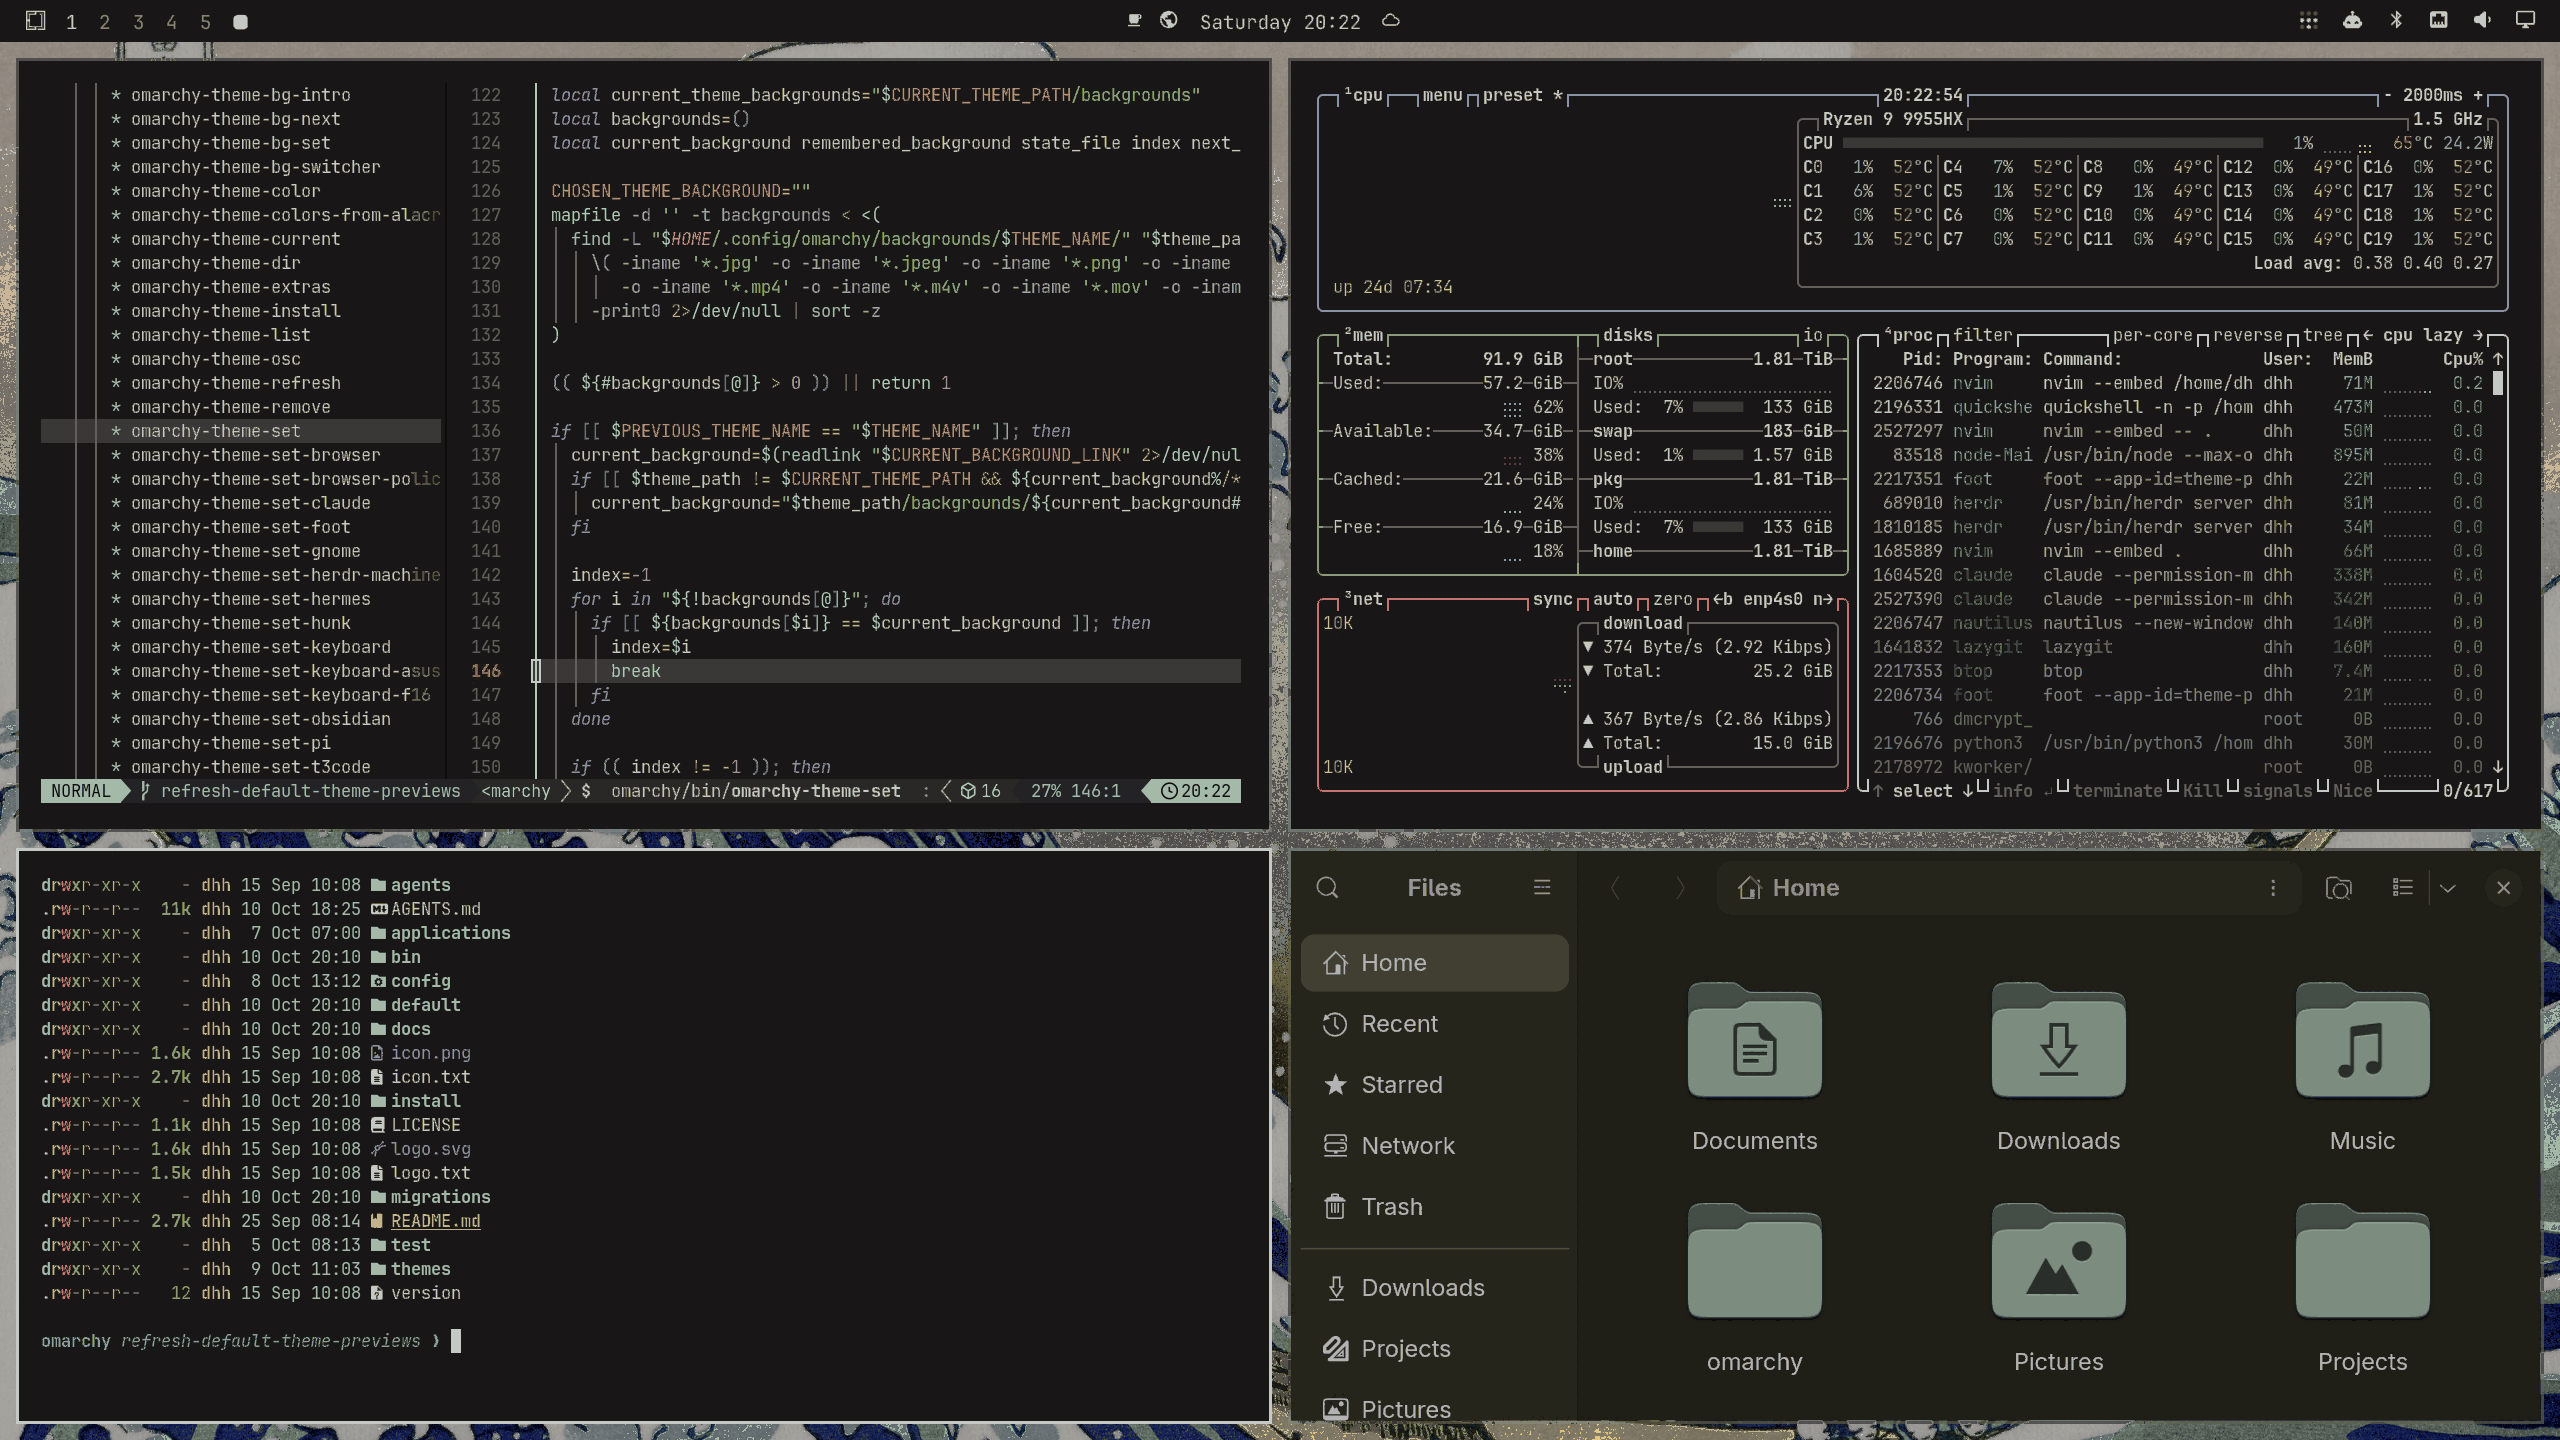 1 2 3 4 5
Saturday 20:22
* omarchy-theme-bg-intro
* omarchy-theme-bg-next
* omarchy-theme-bg-set
* omarchy-theme-bg-switcher
* omarchy-theme-color
* omarchy-theme-colors-from-alacr
* omarchy-theme-current
* omarchy-theme-dir
* omarchy-theme-extras
* omarchy-theme-install
* omarchy-theme-list
* omarchy-theme-osc
* omarchy-theme-refresh
* omarchy-theme-remove
* omarchy-theme-set
* omarchy-theme-set-browser
* omarchy-theme-set-browser-polic
* omarchy-theme-set-claude
* omarchy-theme-set-foot
* omarchy-theme-set-gnome
* omarchy-theme-set-herdr-machine
* omarchy-theme-set-hermes
* omarchy-theme-set-hunk
* omarchy-theme-set-keyboard
* omarchy-theme-set-keyboard-asus
* omarchy-theme-set-keyboard-f16
* omarchy-theme-set-obsidian
* omarchy-theme-set-pi
* omarchy-theme-set-t3code
122 local current_theme_backgrounds="$CURRENT_THEME_PATH/backgrounds"
123 local backgrounds=()
124 local current_background remembered_background state_file index next_
125
126 CHOSEN_THEME_BACKGROUND=""
127 mapfile -d '' -t backgrounds < <(
128 find -L "$HOME/.config/omarchy/backgrounds/$THEME_NAME/" "$theme_pa
129 \( -iname '*.jpg' -o -iname '*.jpeg' -o -iname '*.png' -o -iname
130 -o -iname '*.mp4' -o -iname '*.m4v' -o -iname '*.mov' -o -inam
131 -print0 2>/dev/null | sort -z
132 )
133
134 (( ${#backgrounds[@]} > 0 )) || return 1
135
136 if [[ $PREVIOUS_THEME_NAME == "$THEME_NAME" ]]; then
137 current_background=$(readlink "$CURRENT_BACKGROUND_LINK" 2>/dev/nul
138 if [[ $theme_path != $CURRENT_THEME_PATH && ${current_background%/*
139 current_background="$theme_path/backgrounds/${current_background#
140 fi
141
142 index=-1
143 for i in "${!backgrounds[@]}"; do
144 if [[ ${backgrounds[$i]} == $current_background ]]; then
145 index=$i
146 break
147 fi
148 done
149
150 if (( index != -1 )); then
NORMAL refresh-default-theme-previews <marchy $ omarchy/bin/omarchy-theme-set : 16 27% 146:1 20:22
¹cpu menu preset * 20:22:54 - 2000ms +
Ryzen 9 9955HX 1.5 GHz
CPU 1% 65°C 24.2W
C0 1% 52°C C4 7% 52°C C8 0% 49°C C12 0% 49°C C16 0% 52°C
C1 6% 52°C C5 1% 52°C C9 1% 49°C C13 0% 49°C C17 1% 52°C
C2 0% 52°C C6 0% 52°C C10 0% 49°C C14 0% 49°C C18 1% 52°C
C3 1% 52°C C7 0% 52°C C11 0% 49°C C15 0% 49°C C19 1% 52°C
Load avg: 0.38 0.40 0.27
up 24d 07:34
²mem
Total: 91.9 GiB
Used: 57.2 GiB
62%
Available: 34.7 GiB
38%
Cached: 21.6 GiB
24%
Free: 16.9 GiB
18%
disks io
root 1.81 TiB
IO%
Used: 7% 133 GiB
swap 183 GiB
Used: 1% 1.57 GiB
pkg 1.81 TiB
IO%
Used: 7% 133 GiB
home 1.81 TiB
³net sync auto zero <b enp4s0 n>
10K
download
▼ 374 Byte/s (2.92 Kibps)
▼ Total: 25.2 GiB
▲ 367 Byte/s (2.86 Kibps)
▲ Total: 15.0 GiB
upload
10K
⁴proc filter per-core reverse tree ← cpu lazy →
Pid: Program: Command: User: MemB Cpu% ↑
2206746 nvim nvim --embed /home/dh dhh 71M 0.2
2196331 quickshe quickshell -n -p /hom dhh 473M 0.0
2527297 nvim nvim --embed -- . dhh 50M 0.0
83518 node-Mai /usr/bin/node --max-o dhh 895M 0.0
2217351 foot foot --app-id=theme-p dhh 22M 0.0
689010 herdr /usr/bin/herdr server dhh 81M 0.0
1810185 herdr /usr/bin/herdr server dhh 34M 0.0
1685889 nvim nvim --embed . dhh 66M 0.0
1604520 claude claude --permission-m dhh 338M 0.0
2527390 claude claude --permission-m dhh 342M 0.0
2206747 nautilus nautilus --new-window dhh 140M 0.0
1641832 lazygit lazygit dhh 160M 0.0
2217353 btop btop dhh 7.4M 0.0
2206734 foot foot --app-id=theme-p dhh 21M 0.0
766 dmcrypt_ root 0B 0.0
2196676 python3 /usr/bin/python3 /hom dhh 30M 0.0
2178972 kworker/ root 0B 0.0 ↓
↑ select ↓ info ↵ terminate Kill signals Nice 0/617
drwxr-xr-x - dhh 15 Sep 10:08 agents
.rw-r--r-- 11k dhh 10 Oct 18:25 AGENTS.md
drwxr-xr-x - dhh 7 Oct 07:00 applications
drwxr-xr-x - dhh 10 Oct 20:10 bin
drwxr-xr-x - dhh 8 Oct 13:12 config
drwxr-xr-x - dhh 10 Oct 20:10 default
drwxr-xr-x - dhh 10 Oct 20:10 docs
.rw-r--r-- 1.6k dhh 15 Sep 10:08 icon.png
.rw-r--r-- 2.7k dhh 15 Sep 10:08 icon.txt
drwxr-xr-x - dhh 10 Oct 20:10 install
.rw-r--r-- 1.1k dhh 15 Sep 10:08 LICENSE
.rw-r--r-- 1.6k dhh 15 Sep 10:08 logo.svg
.rw-r--r-- 1.5k dhh 15 Sep 10:08 logo.txt
drwxr-xr-x - dhh 10 Oct 20:10 migrations
.rw-r--r-- 2.7k dhh 25 Sep 08:14 README.md
drwxr-xr-x - dhh 5 Oct 08:13 test
drwxr-xr-x - dhh 9 Oct 11:03 themes
.rw-r--r-- 12 dhh 15 Sep 10:08 version
omarchy refresh-default-theme-previews ❯
Files
Home
Recent
Starred
Network
Trash
Downloads
Projects
Pictures
Home
Documents Downloads Music
omarchy Pictures Projects